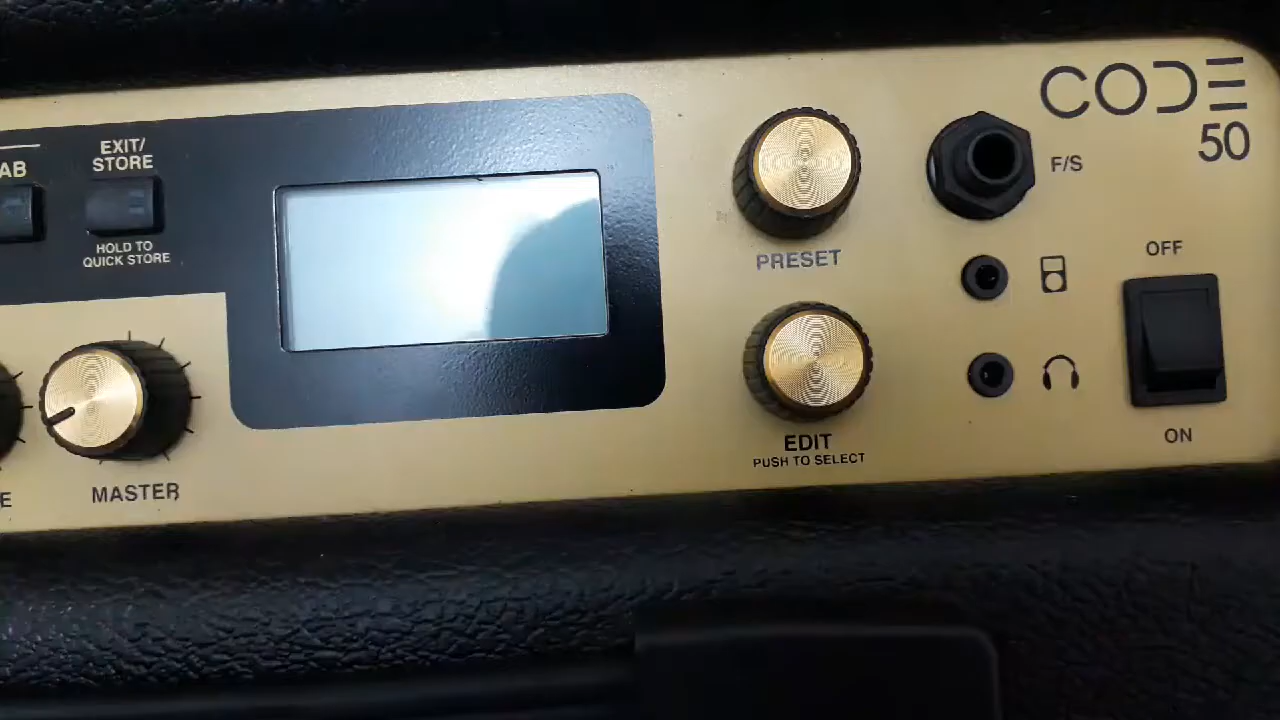 CODE
50
AB
EXIT/
STORE
HOLD TO
QUICK STORE
F/S
PRESET
OFF
EDIT
PUSH TO SELECT
ON
E
MASTER